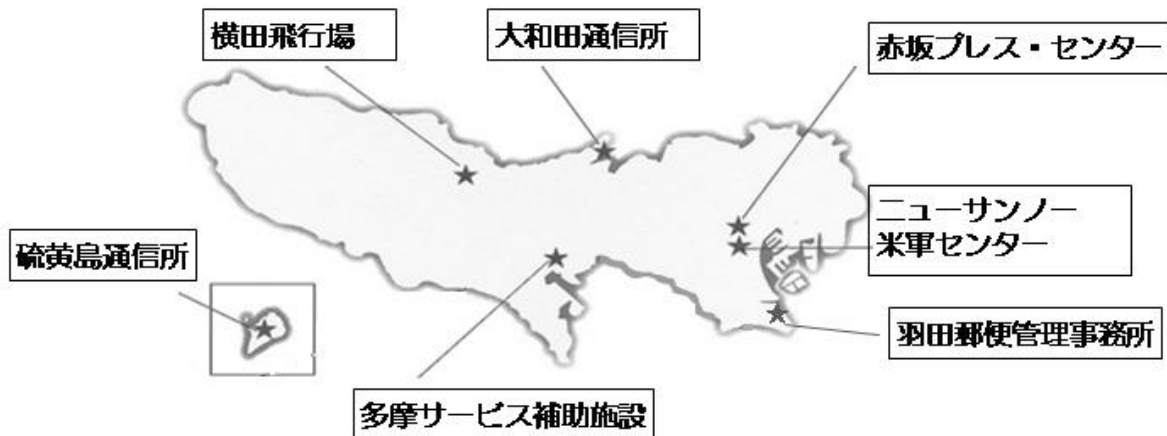 横田飛行場
大和田通信所
赤坂プレス・センター
ニューサンノー
米軍センター
硫黄島通信所
羽田郵便管理事務所
多摩サービス補助施設